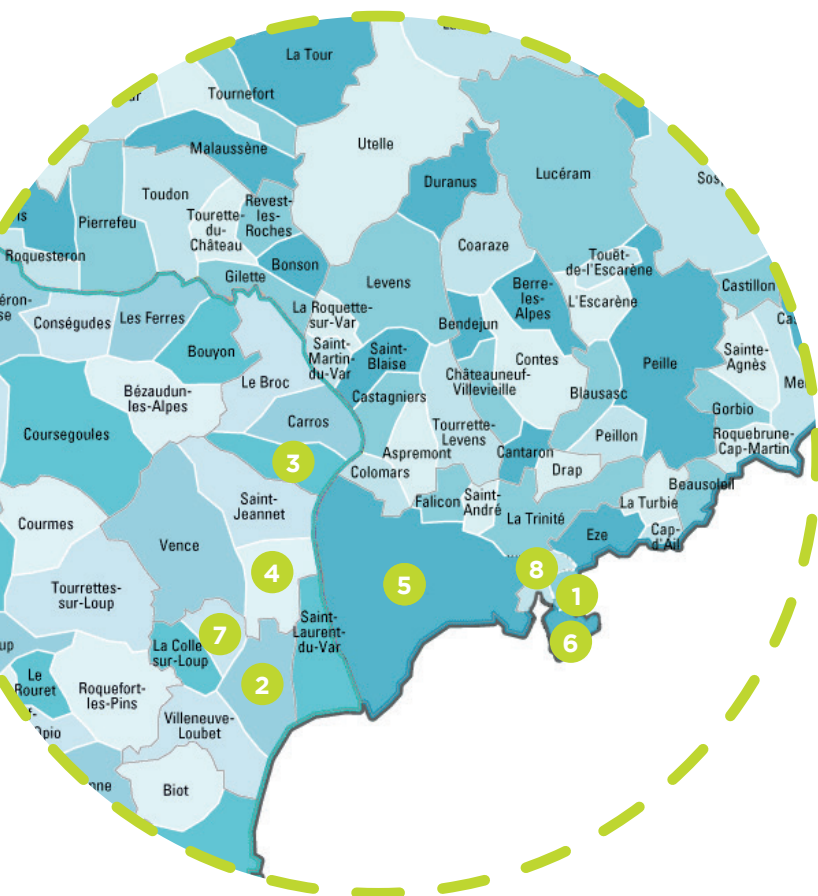 La Tour
Tournefort
Utelle
Malaussène
Duranus
Lucéram
Toudon
Revest-
les-
Roches
Tourette-
du-
Château
Pierrefeu
Coaraze
Roquesteron
Touët-
de-l'Escarène
Bonson
Gilette
Levens
Berre-
les-
Alpes
Castillon
L'Escarène
La Roquette-
sur-Var
Conségudes
Les Ferres
Bendejun
Saint-
Martin-
du-Var
Saint-
Blaise
Bouyon
Contes
Peille
Sainte-
Agnès
Châteauneuf-
Villevieille
Le Broc
Bézaudun-
les-Alpes
Castagniers
Blausasc
Gorbio
Carros
Tourrette-
Levens
Coursegoules
Peillon
Roquebrune-
Cap-Martin
Aspremont
Cantaron
3
Colomars
Drap
Beausoleil
Saint-
Jeannet
Falicon
Saint-
André
La Turbie
La Trinité
Courmes
Eze
Cap-
d'Ail
Vence
4
5
8
1
Tourrettes-
sur-Loup
Saint-
Laurent-
du-Var
7
6
La Colle
sur-Loup
2
Le
Rouret
Roquefort-
les-Pins
Villeneuve-
Loubet
Biot